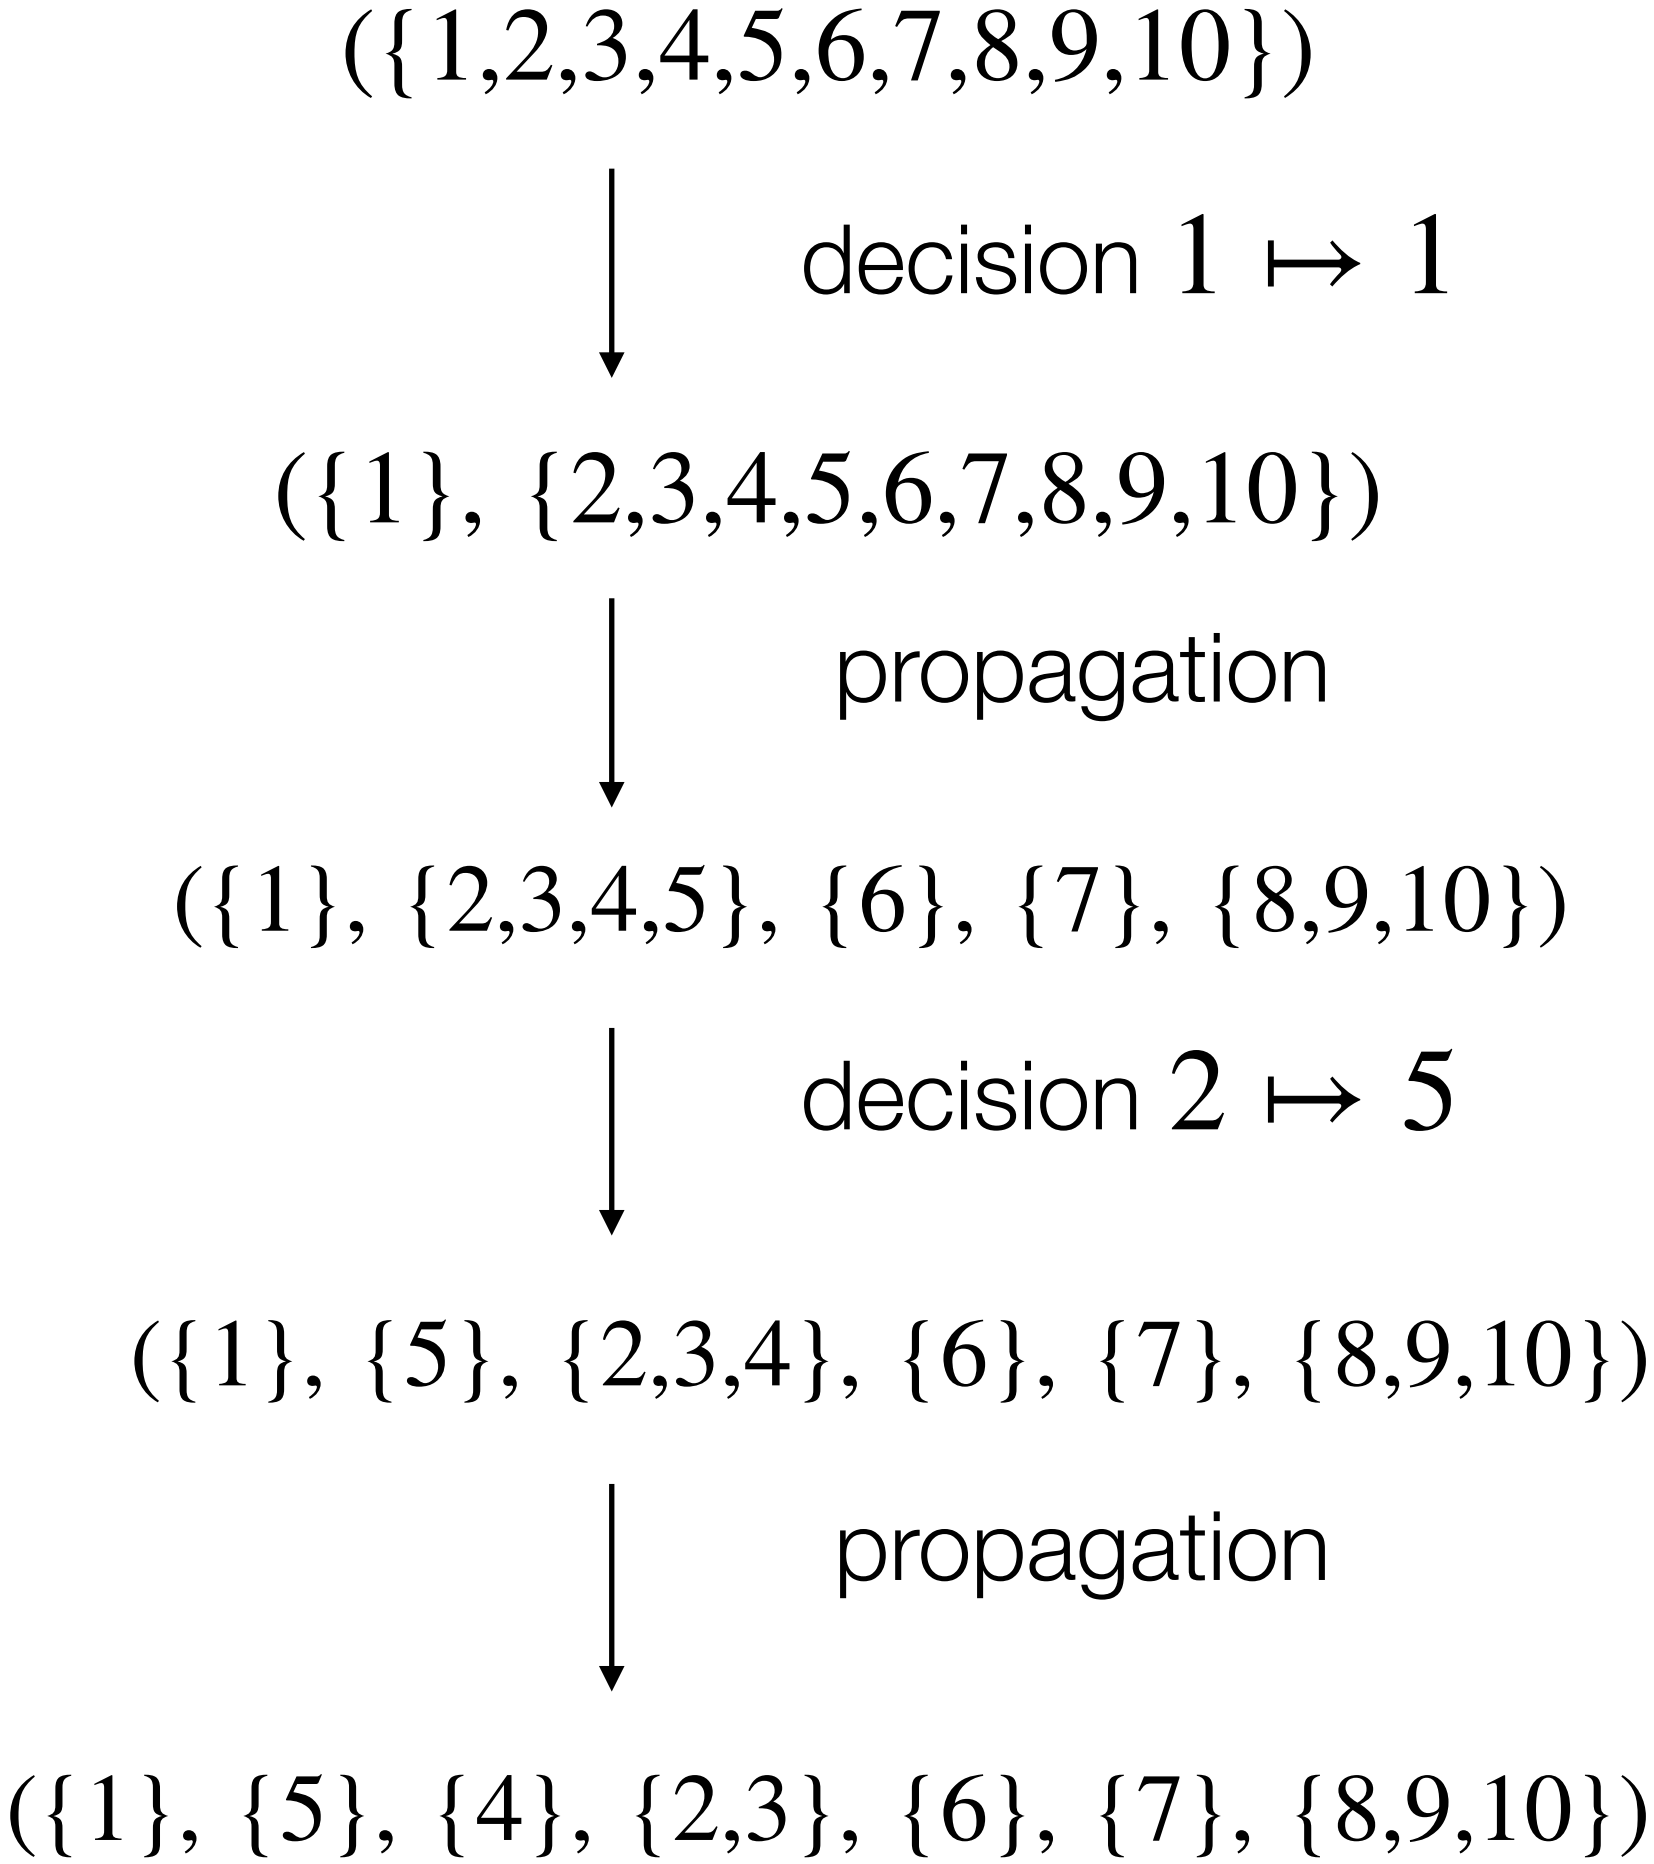 ({1,2,3,4,5,6,7,8,9,10})
decision 1 ↦ 1
({1}, {2,3,4,5,6,7,8,9,10})
propagation
({1}, {2,3,4,5}, {6}, {7}, {8,9,10})
decision 2 ↦ 5
({1}, {5}, {2,3,4}, {6}, {7}, {8,9,10})
propagation
({1}, {5}, {4}, {2,3}, {6}, {7}, {8,9,10})